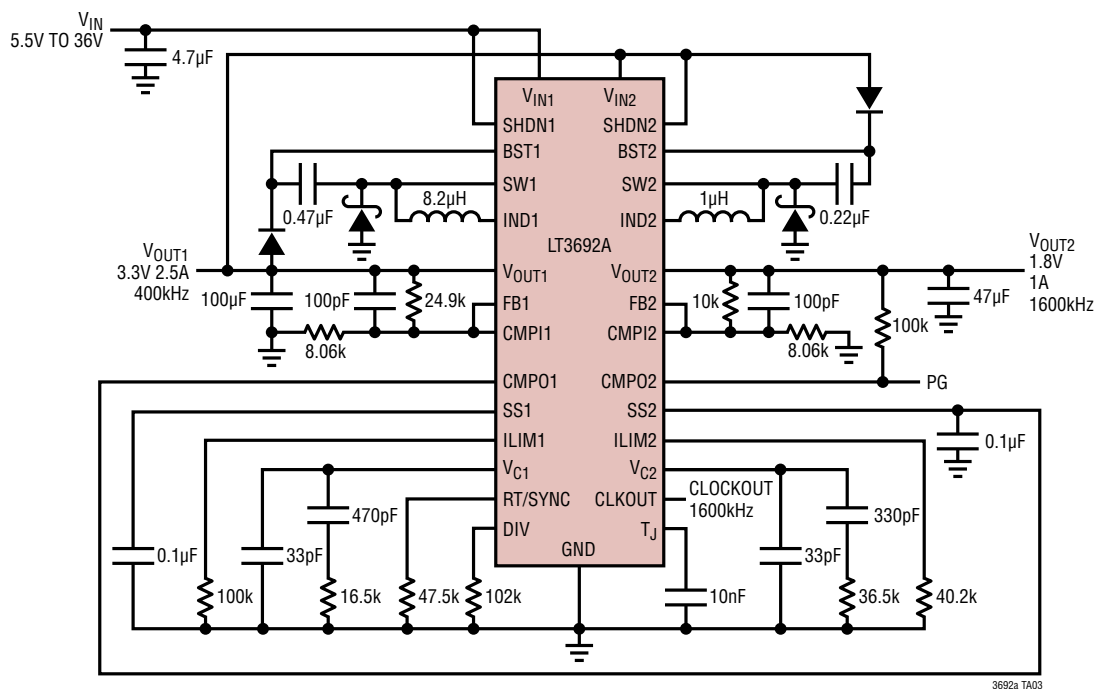 VIN
5.5V TO 36V
4.7µF
VIN1
VIN2
SHDN1
SHDN2
BST1
BST2
SW1
SW2
0.47µF
8.2µH
1µH
0.22µF
IND1
IND2
LT3692A
VOUT1
3.3V 2.5A
400kHz
VOUT1
VOUT2
VOUT2
1.8V
1A
1600kHz
100µF
100pF
24.9k
FB1
FB2
10k
100pF
47µF
8.06k
CMPI1
CMPI2
8.06k
100k
CMPO1
CMPO2
PG
SS1
SS2
0.1µF
ILIM1
ILIM2
VC1
VC2
RT/SYNC
CLKOUT
CLOCKOUT
1600kHz
470pF
330pF
DIV
TJ
GND
0.1µF
33pF
33pF
100k
16.5k
47.5k
102k
10nF
36.5k
40.2k
3692a TA03